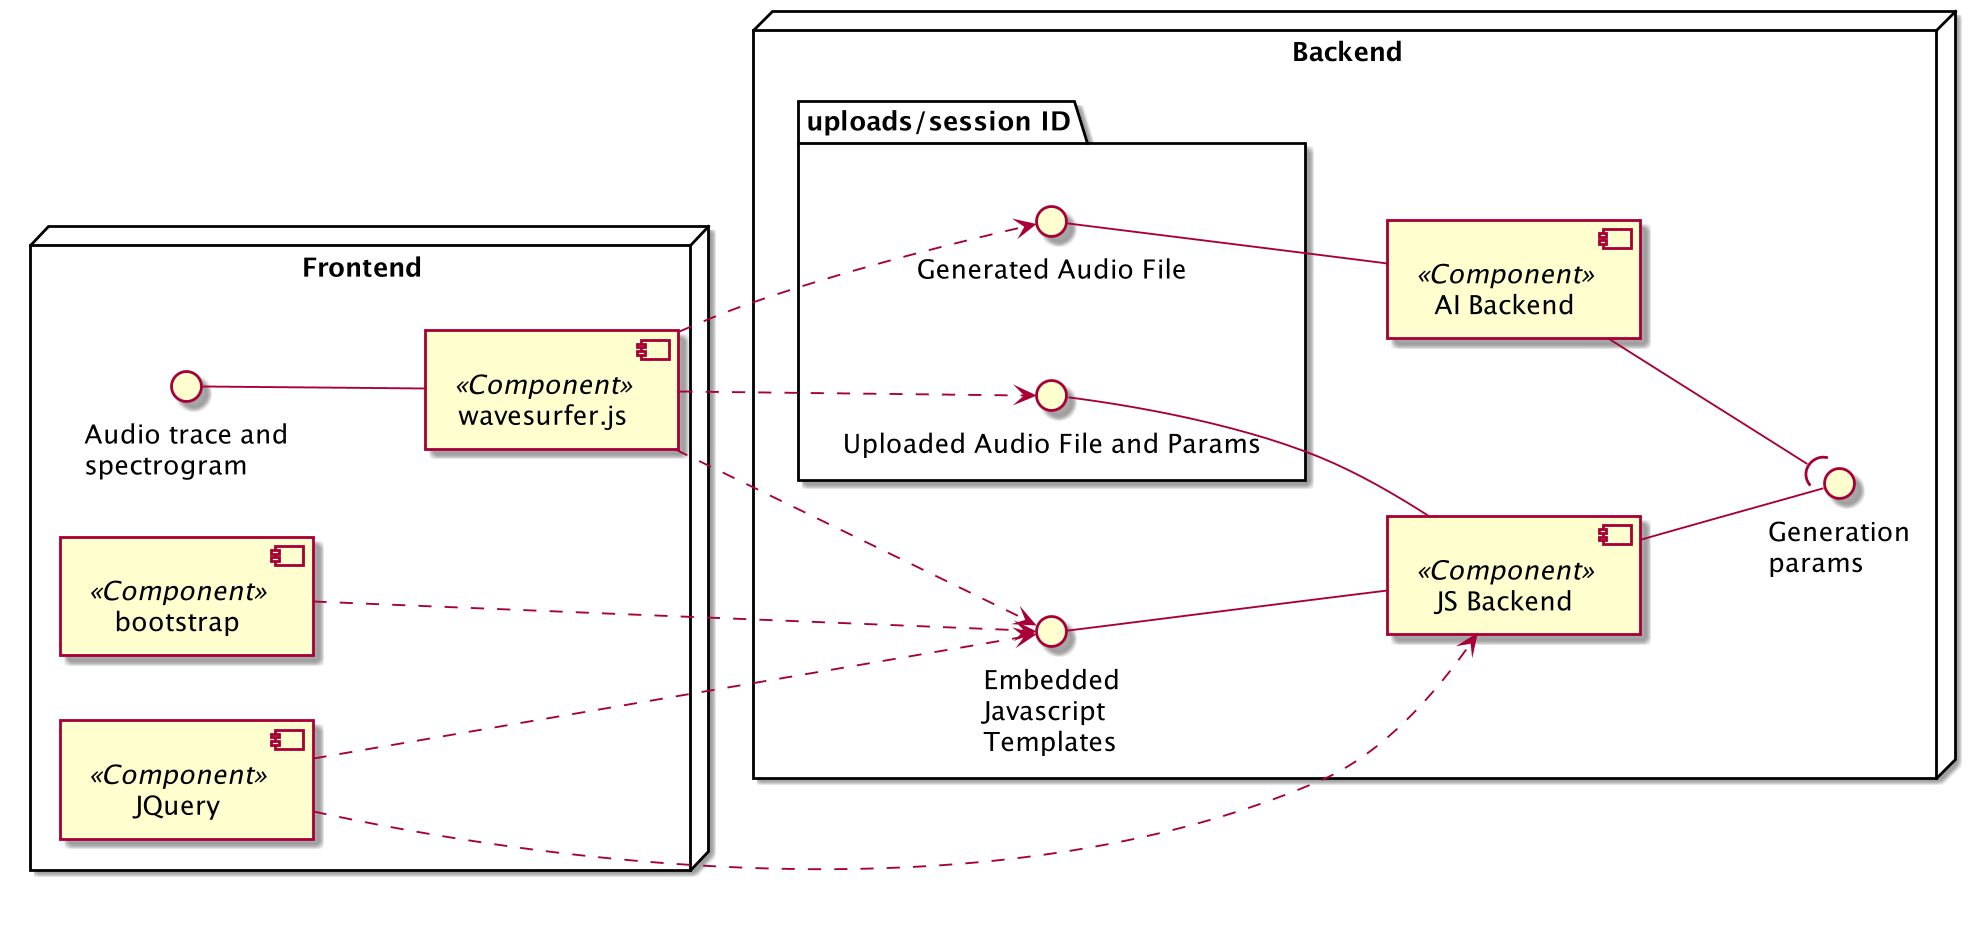 Backend
uploads/session ID
Generated Audio File
«Component»
AI Backend
Frontend
«Component»
wavesurfer.js
Audio trace and
spectrogram
Uploaded Audio File and Params
Generation
params
«Component»
bootstrap
«Component»
JS Backend
Embedded
Javascript
Templates
«Component»
JQuery